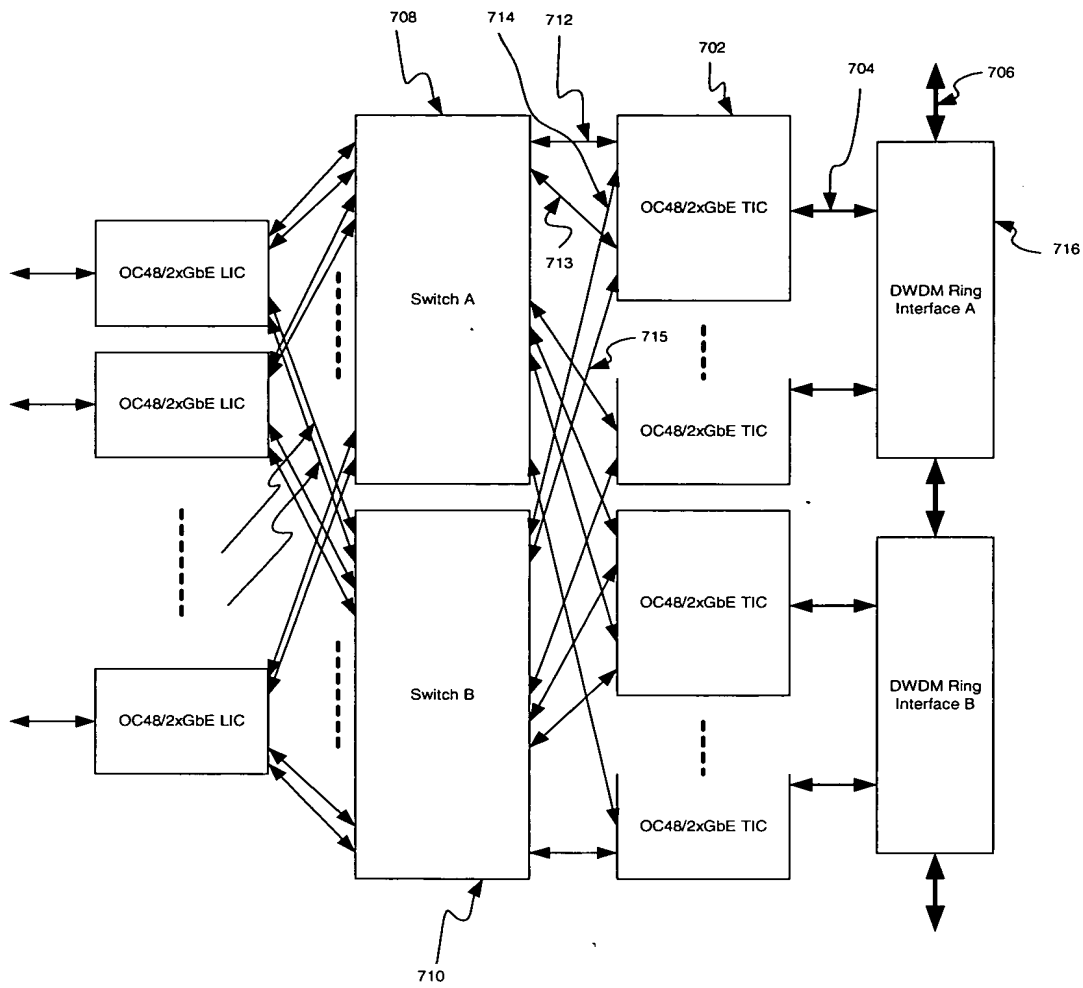 708
714
712
702
704
706
716
713
715
OC48/2xGbE LIC
OC48/2xGbE LIC
OC48/2xGbE LIC
Switch A
Switch B
OC48/2xGbE TIC
OC48/2xGbE TIC
OC48/2xGbE TIC
OC48/2xGbE TIC
DWDM Ring
Interface A
DWDM Ring
Interface B
710